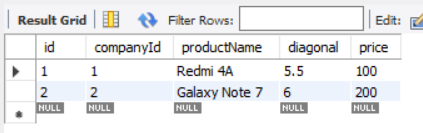 Result Grid Filter Rows: Edit:
id companyId productName diagonal price
1 1 Redmi 4A 5.5 100
2 2 Galaxy Note 7 6 200
NULL NULL NULL NULL NULL